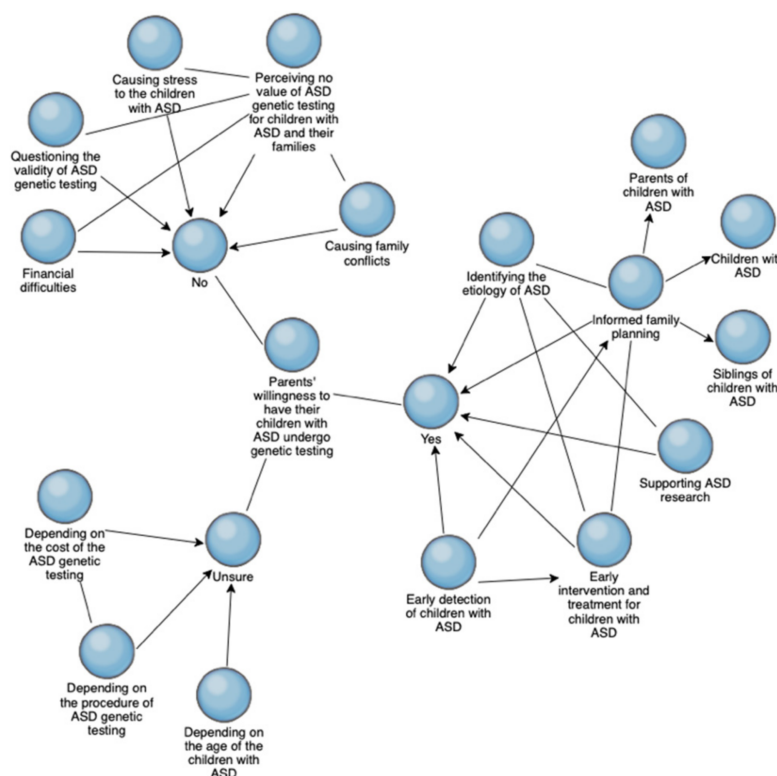 Causing stress
to the children
with ASD
Perceiving no
value of ASD
genetic testing
for children with
ASD and their
families
Questioning the
validity of ASD
genetic testing
Financial
difficulties
No
Causing family
conflicts
Parents of
children with
ASD
Children wit
ASD
Identifying the
etiology of ASD
Informed family
planning
Siblings of
children with
ASD
Parents'
willingness to
have their
children with
ASD undergo
genetic testing
Yes
Supporting ASD
research
Depending on
the cost of the
ASD genetic
testing
Unsure
Early detection
of children with
ASD
Early
intervention and
treatment for
children with
ASD
Depending on
the procedure of
ASD genetic
testing
Depending on
the age of the
children with
ASD